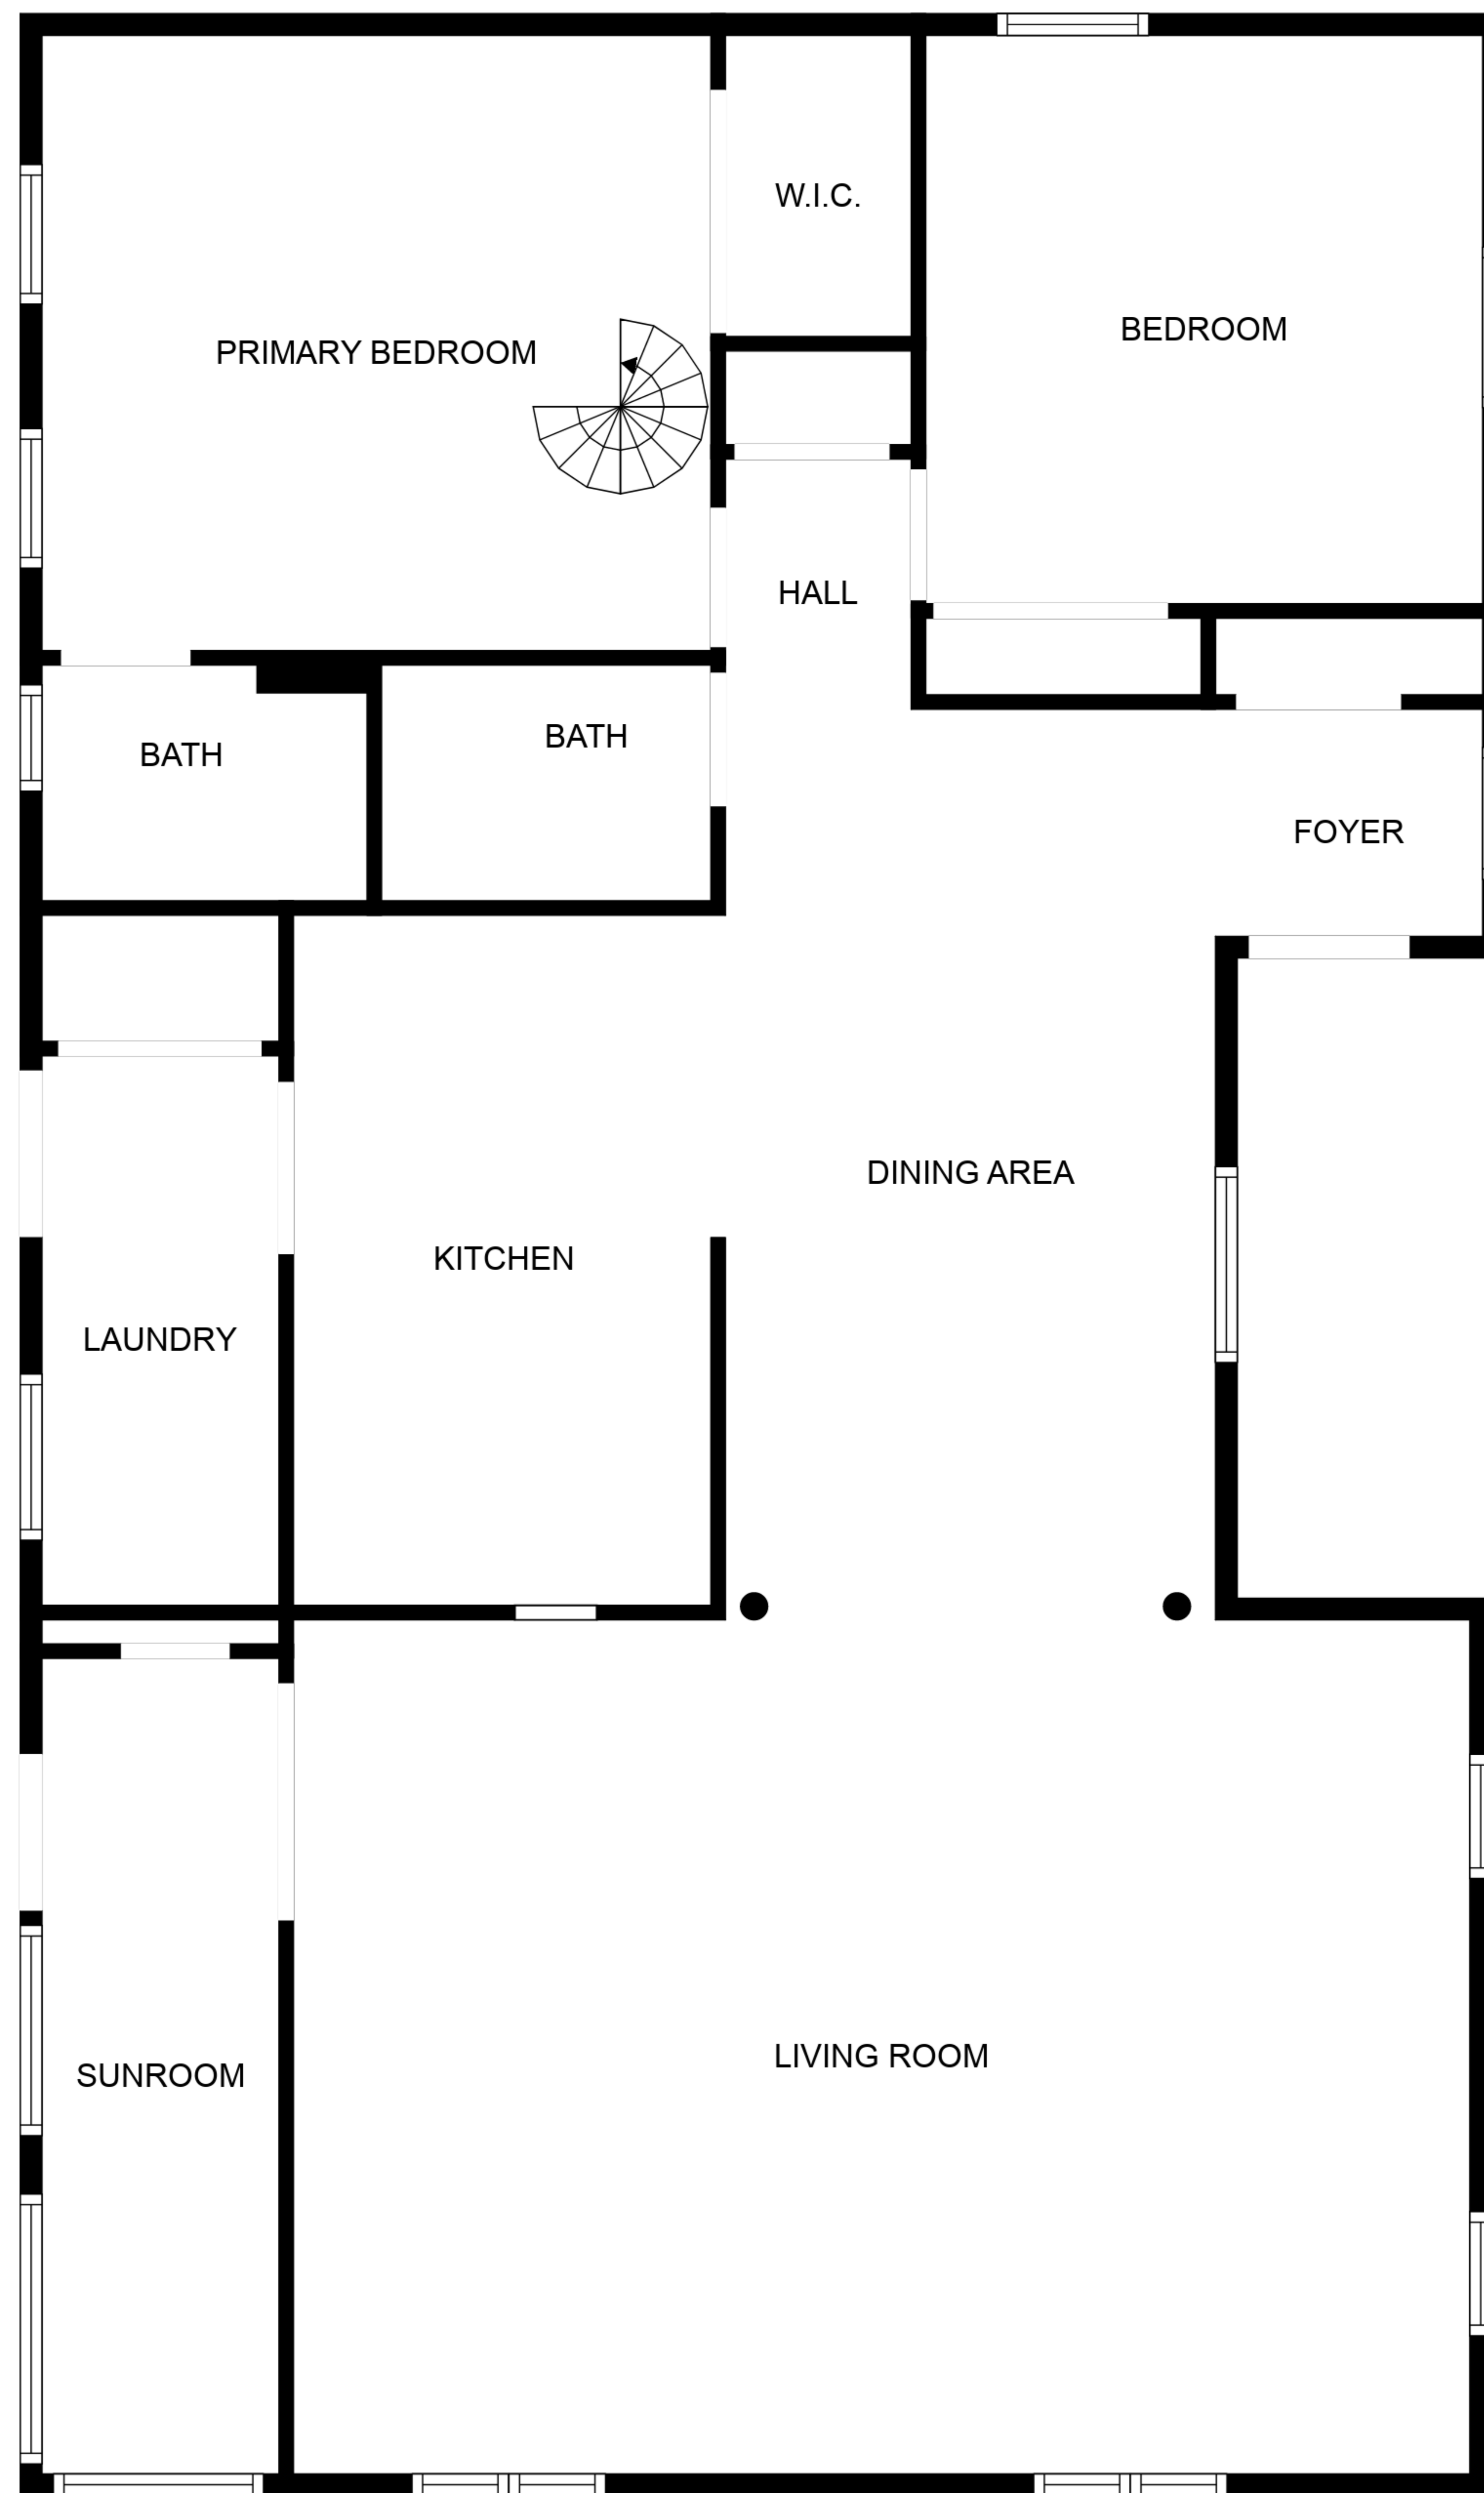 W.I.C.
BEDROOM
PRIMARY BEDROOM
HALL
BATH
BATH
FOYER
DINING AREA
KITCHEN
LAUNDRY
LIVING ROOM
SUNROOM